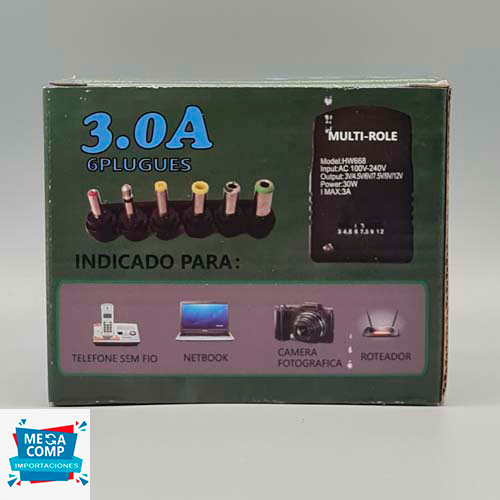 3.0A
6PLUGUES
MULTI-ROLE
Model:HW668
Input:AC 100V-240V
Output:3V/4.5V/6V/7.5V/9V/12V
Power:30W
I MAX:3A
3 4,5 6 7,5 9 12
INDICADO PARA:
TELEFONE SEM FIO
NETBOOK
CAMERA
FOTOGRAFICA
ROTEADOR
MEGA
COMP
IMPORTACIONES